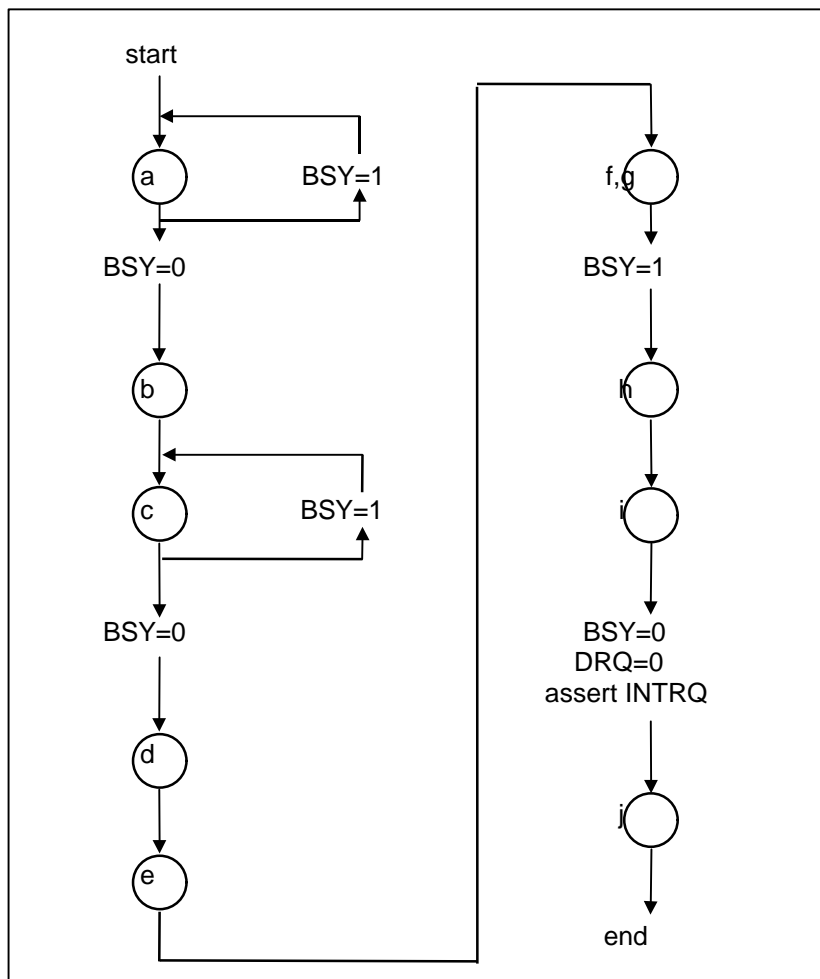 start
a
BSY=1
BSY=0
b
c
BSY=1
BSY=0
d
e
f,g
BSY=1
h
i
BSY=0
DRQ=0
assert INTRQ
j
end